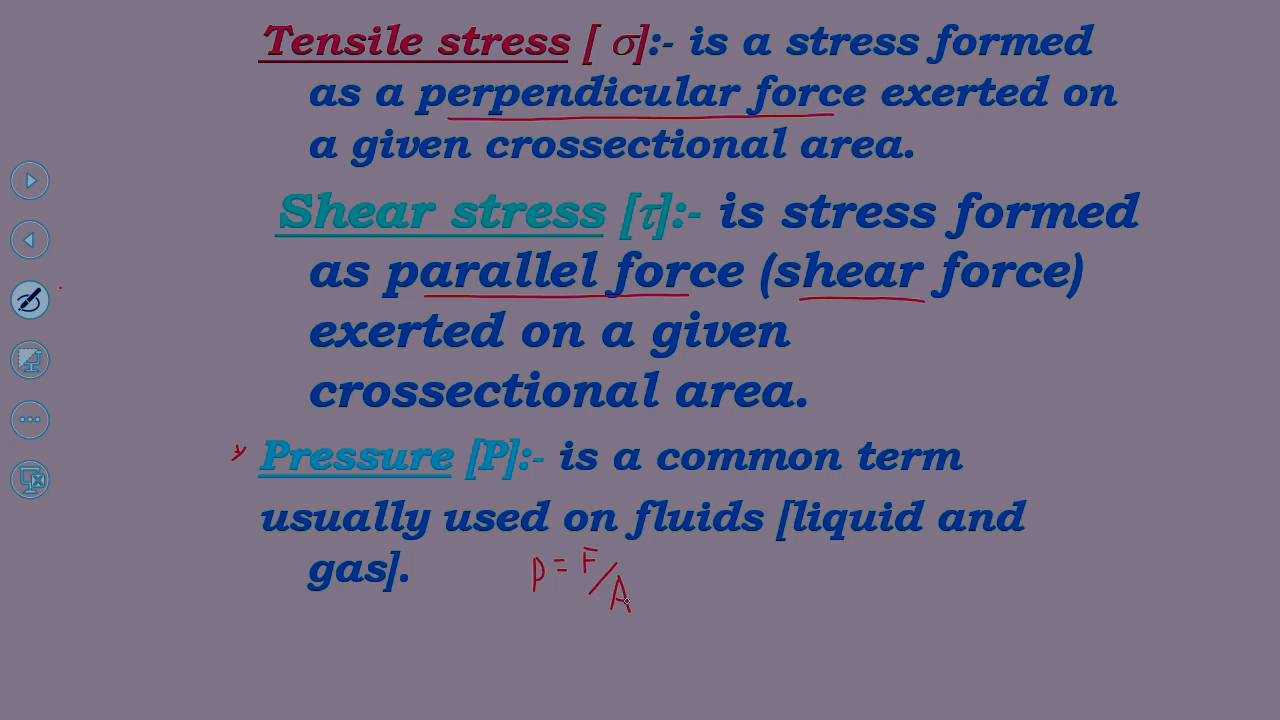 Tensile stress [ σ]:- is a stress formed
as a perpendicular force exerted on
a given crossectional area.
Shear stress [τ]:- is stress formed
as parallel force (shear force)
exerted on a given
crossectional area.
Pressure [P]:- is a common term
usually used on fluids [liquid and
gas].
P = F/A